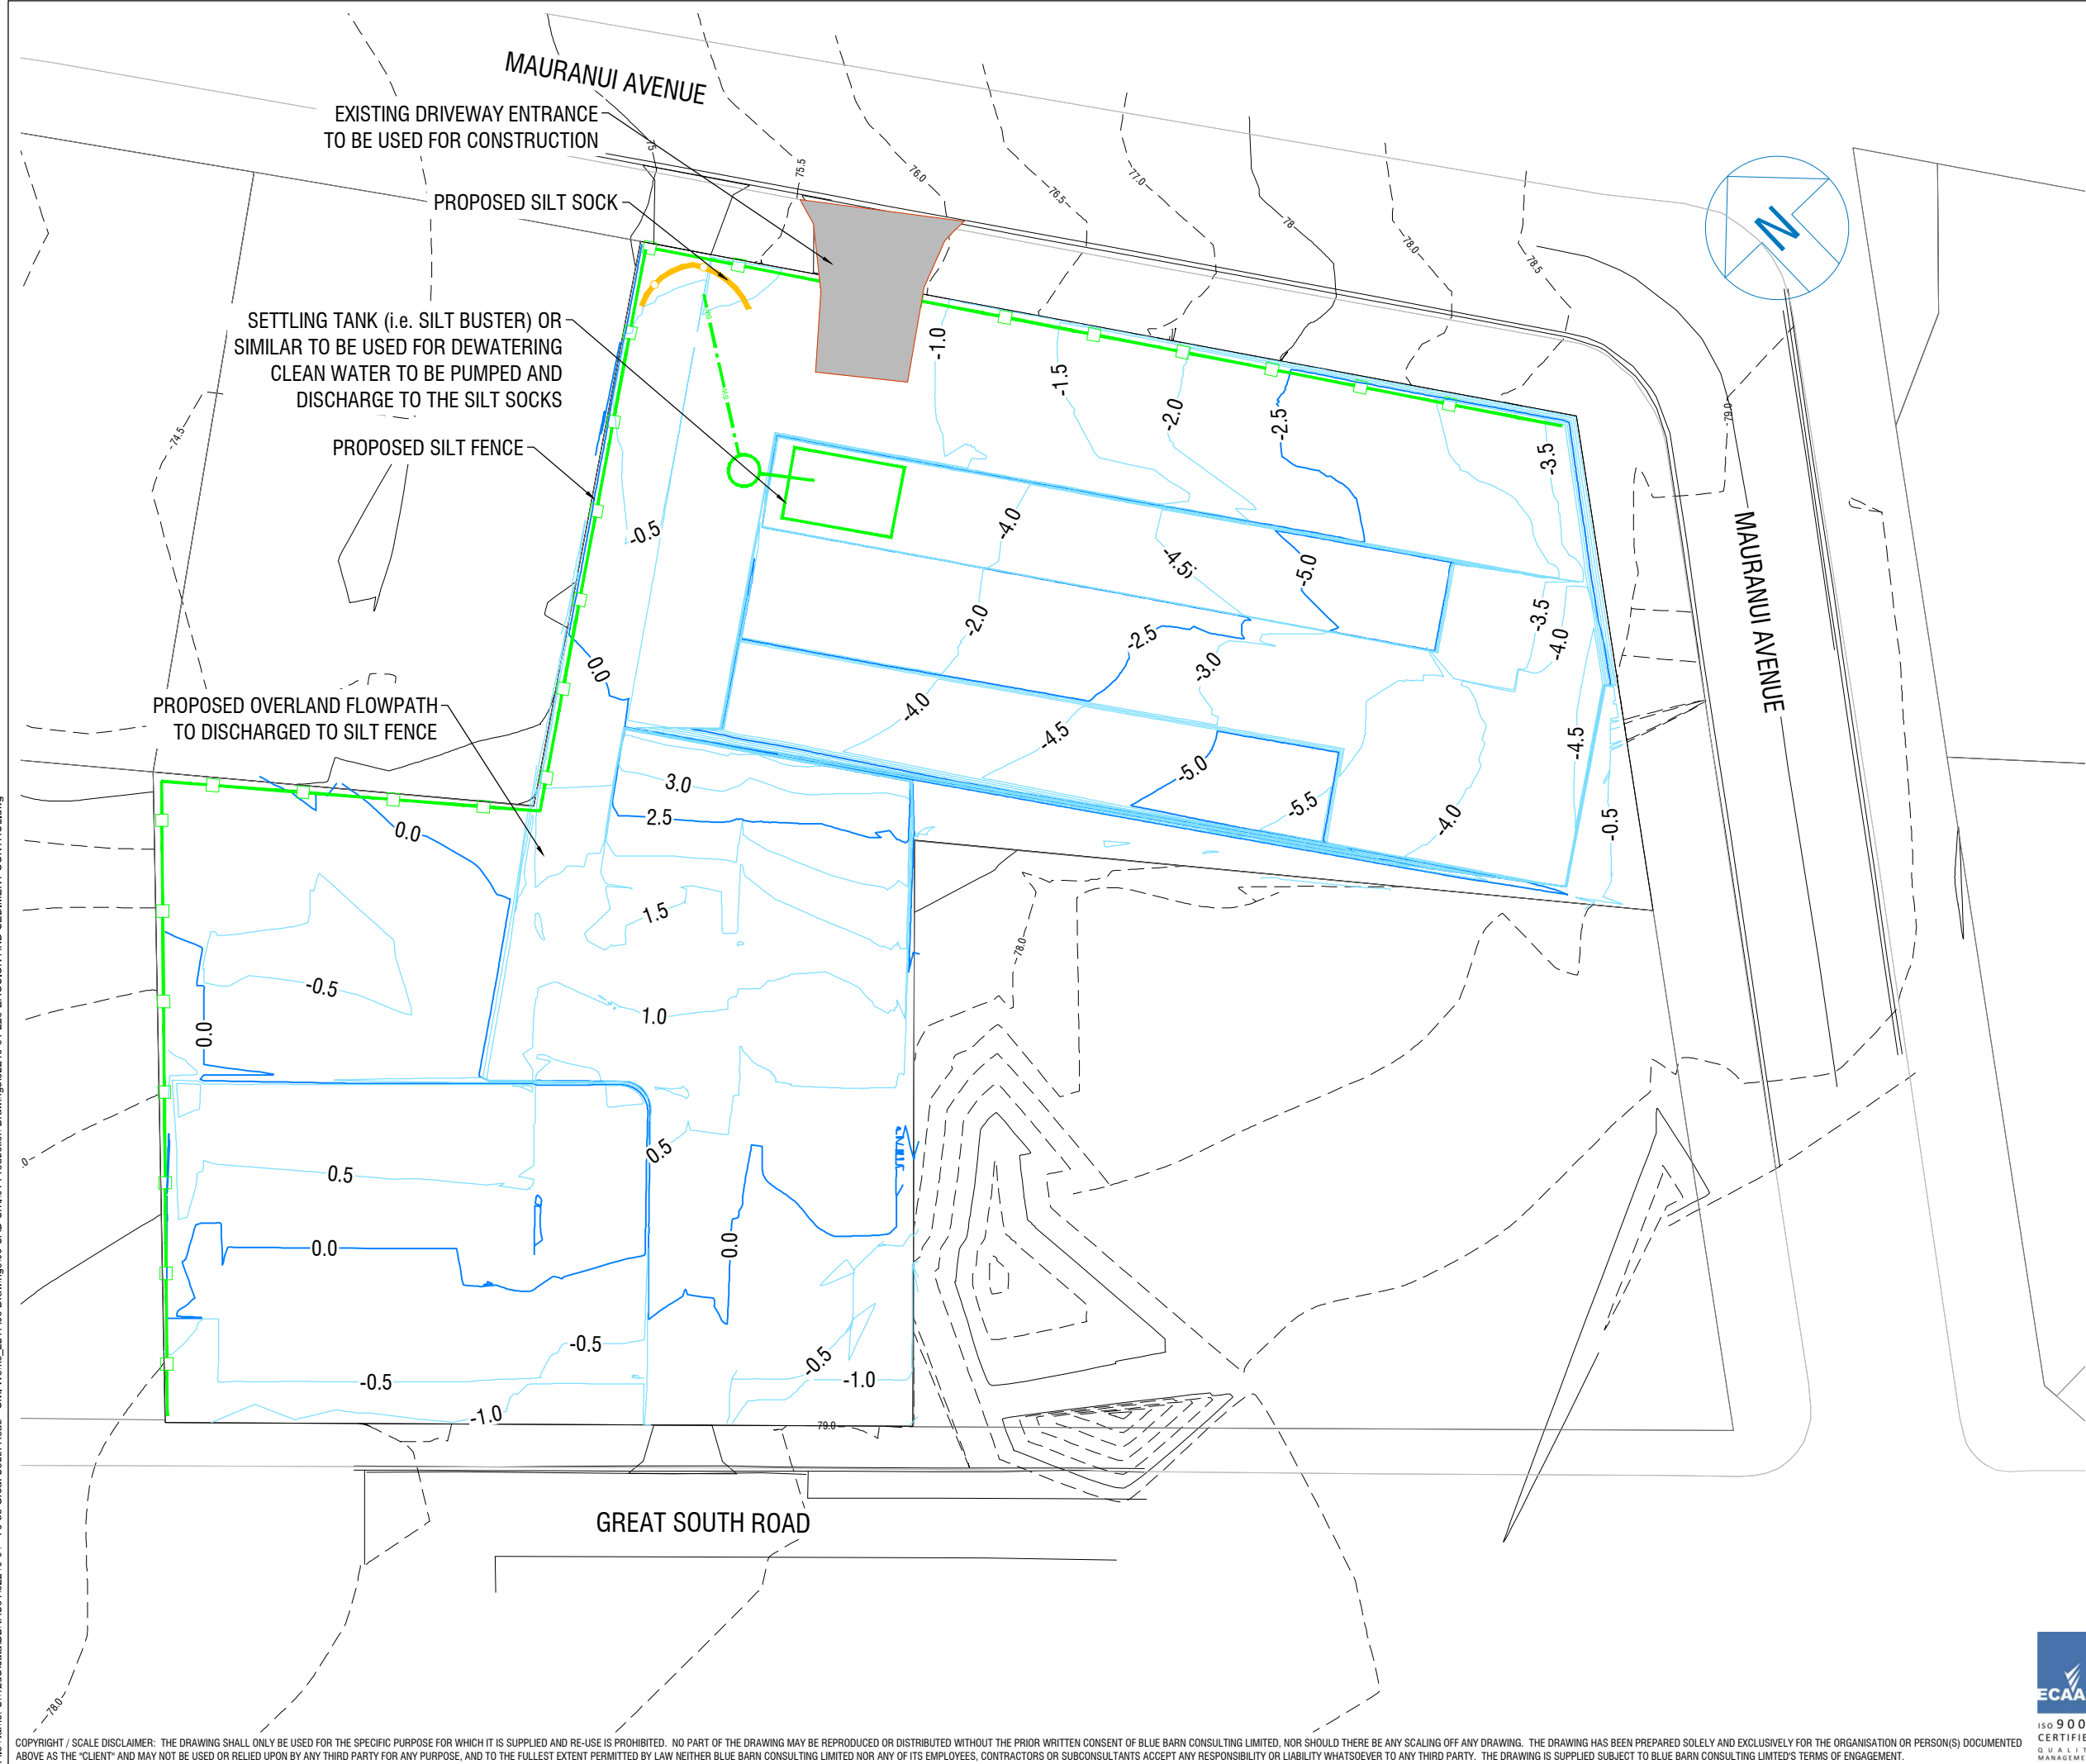 MAURANUI AVENUE
EXISTING DRIVEWAY ENTRANCE
TO BE USED FOR CONSTRUCTION
PROPOSED SILT SOCK
SETTLING TANK (i.e. SILT BUSTER) OR
SIMILAR TO BE USED FOR DEWATERING
CLEAN WATER TO BE PUMPED AND
DISCHARGE TO THE SILT SOCKS
PROPOSED SILT FENCE
PROPOSED OVERLAND FLOWPATH
TO DISCHARGED TO SILT FENCE
75
75.5
76.0
76.5
77.0
78
78.0
78.5
79.0
N
MAURANUI AVENUE
74.5
-1.0
-1.5
-2.0
-2.5
-3.5
-0.5
-4.0
-4.5
-5.0
-3.5
-4.0
-2.0
-2.5
-3.0
0.0
-4.0
-4.5
-5.0
-5.5
-4.0
-4.5
-0.5
3.0
2.5
0.0
1.5
78.0
-0.5
1.0
0.0
0.5
0.5
0.0
0.0
-0.5
-0.5
-0.5
-1.0
-1.0
79.0
GREAT SOUTH ROAD
78.0
ECAA
ISO 900
CERTIFIE
QUALIT
MANAGEME
COPYRIGHT / SCALE DISCLAIMER: THE DRAWING SHALL ONLY BE USED FOR THE SPECIFIC PURPOSE FOR WHICH IT IS SUPPLIED AND RE-USE IS PROHIBITED. NO PART OF THE DRAWING MAY BE REPRODUCED OR DISTRIBUTED WITHOUT THE PRIOR WRITTEN CONSENT OF BLUE BARN CONSULTING LIMITED, NOR SHOULD THERE BE ANY SCALING OFF ANY DRAWING. THE DRAWING HAS BEEN PREPARED SOLELY AND EXCLUSIVELY FOR THE ORGANISATION OR PERSON(S) DOCUMENTED
ABOVE AS THE "CLIENT" AND MAY NOT BE USED OR RELIED UPON BY ANY THIRD PARTY FOR ANY PURPOSE, AND TO THE FULLEST EXTENT PERMITTED BY LAW NEITHER BLUE BARN CONSULTING LIMITED NOR ANY OF ITS EMPLOYEES, CONTRACTORS OR SUBCONSULTANTS ACCEPT ANY RESPONSIBILITY OR LIABILITY WHATSOEVER TO ANY THIRD PARTY. THE DRAWING IS SUPPLIED SUBJECT TO BLUE BARN CONSULTING LIMTED'S TERMS OF ENGAGEMENT.